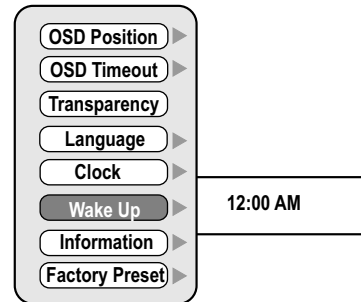 OSD Position
OSD Timeout
Transparency
Language
Clock
Wake Up
12:00 AM
Information
Factory Preset